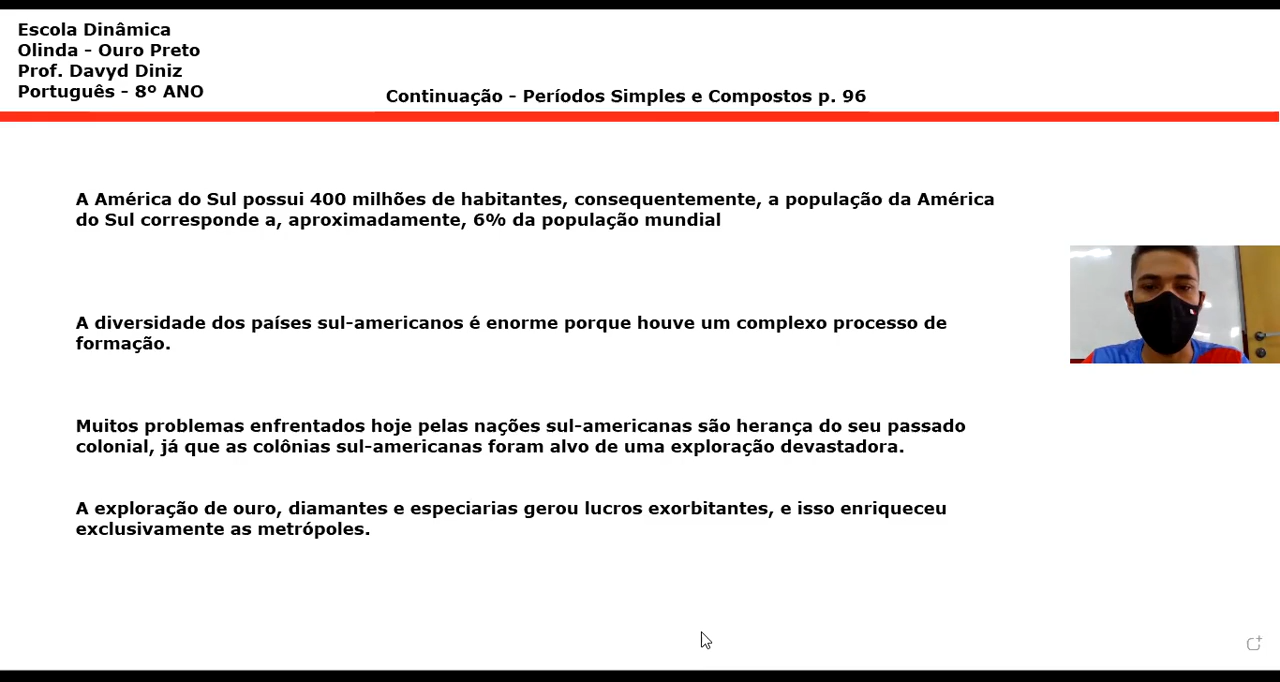 Escola Dinâmica
Olinda - Ouro Preto
Prof. Davyd Diniz
Português - 8º ANO
Continuação - Períodos Simples e Compostos p. 96
A América do Sul possui 400 milhões de habitantes, consequentemente, a população da América
do Sul corresponde a, aproximadamente, 6% da população mundial
A diversidade dos países sul-americanos é enorme porque houve um complexo processo de
formação.
Muitos problemas enfrentados hoje pelas nações sul-americanas são herança do seu passado
colonial, já que as colônias sul-americanas foram alvo de uma exploração devastadora.
A exploração de ouro, diamantes e especiarias gerou lucros exorbitantes, e isso enriqueceu
exclusivamente as metrópoles.